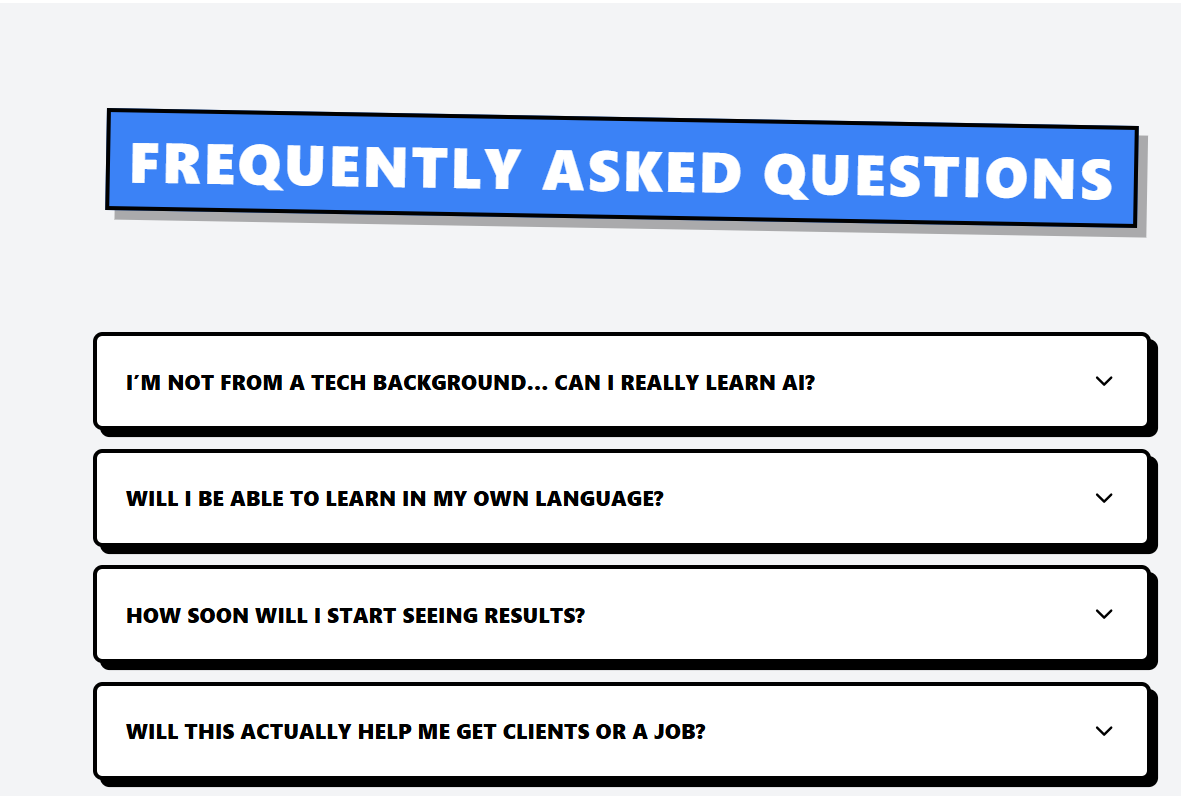 FREQUENTLY ASKED QUESTIONS
I’M NOT FROM A TECH BACKGROUND... CAN I REALLY LEARN AI?
WILL I BE ABLE TO LEARN IN MY OWN LANGUAGE?
HOW SOON WILL I START SEEING RESULTS?
WILL THIS ACTUALLY HELP ME GET CLIENTS OR A JOB?